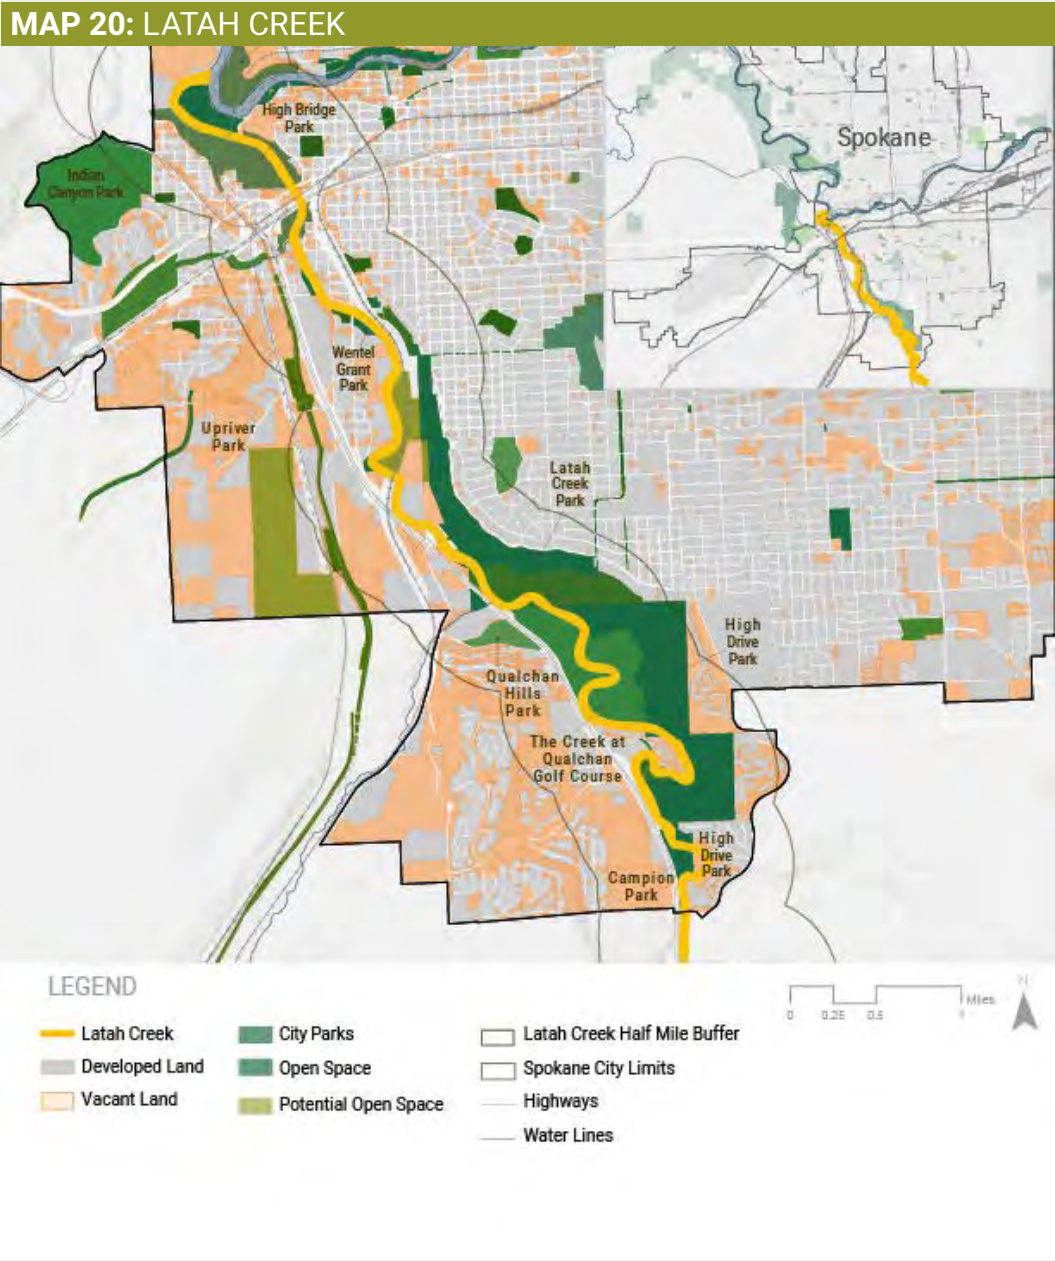 MAP 20: LATAH CREEK
High Bridge
Park
Spokane
Indian
Canyon Park
Wentel
Grant
Park
Upriver
Park
Latah
Creek
Park
High
Drive
Park
Qualchan
Hills
Park
The Creek at
Qualchan
Golf Course
High
Drive
Park
Campion
Park
LEGEND
N
Miles
0 0.25 0.5 1
Latah Creek
Developed Land
Vacant Land
City Parks
Open Space
Potential Open Space
Latah Creek Half Mile Buffer
Spokane City Limits
Highways
Water Lines